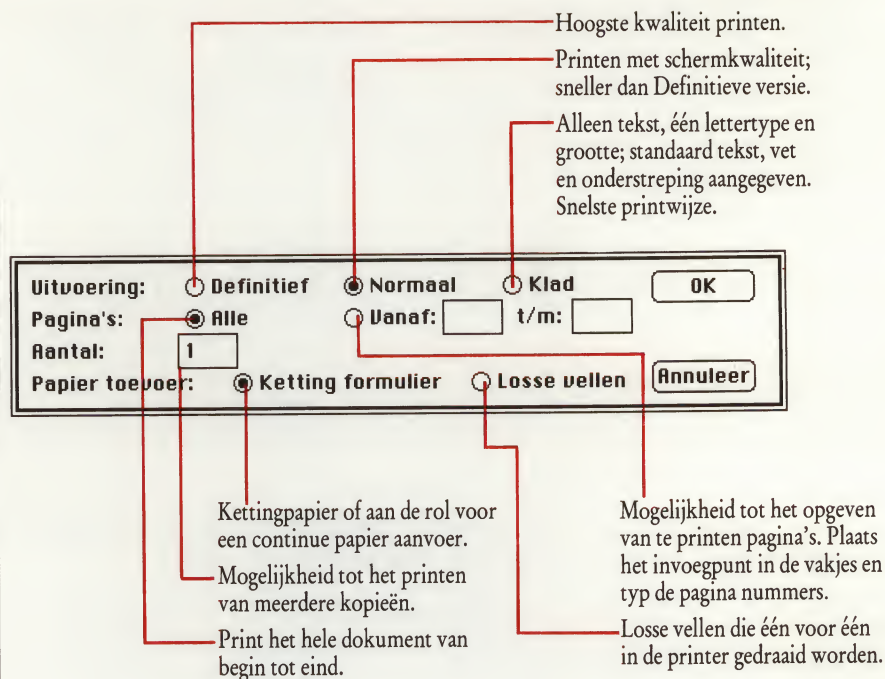 Hoogste kwaliteit printen.
Printen met schermkwaliteit;
sneller dan Definitieve versie.
Alleen tekst, één lettertype en
grootte; standaard tekst, vet
en onderstreping aangegeven.
Snelste printwijze.
Uitvoering: Definitief Normaal Klad OK
Pagina's: Alle Vanaf: t/m:
Aantal: 1
Papier toevoer: Ketting formulier Losse vellen Annuleer
Kettingpapier of aan de rol voor
een continue papier aanvoer.
Mogelijkheid tot het printen
van meerdere kopieën.
Print het hele dokument van
begin tot eind.
Mogelijkheid tot het opgeven
van te printen pagina's. Plaats
het invoegpunt in de vakjes en
typ de pagina nummers.
Losse vellen die één voor één
in de printer gedraaid worden.